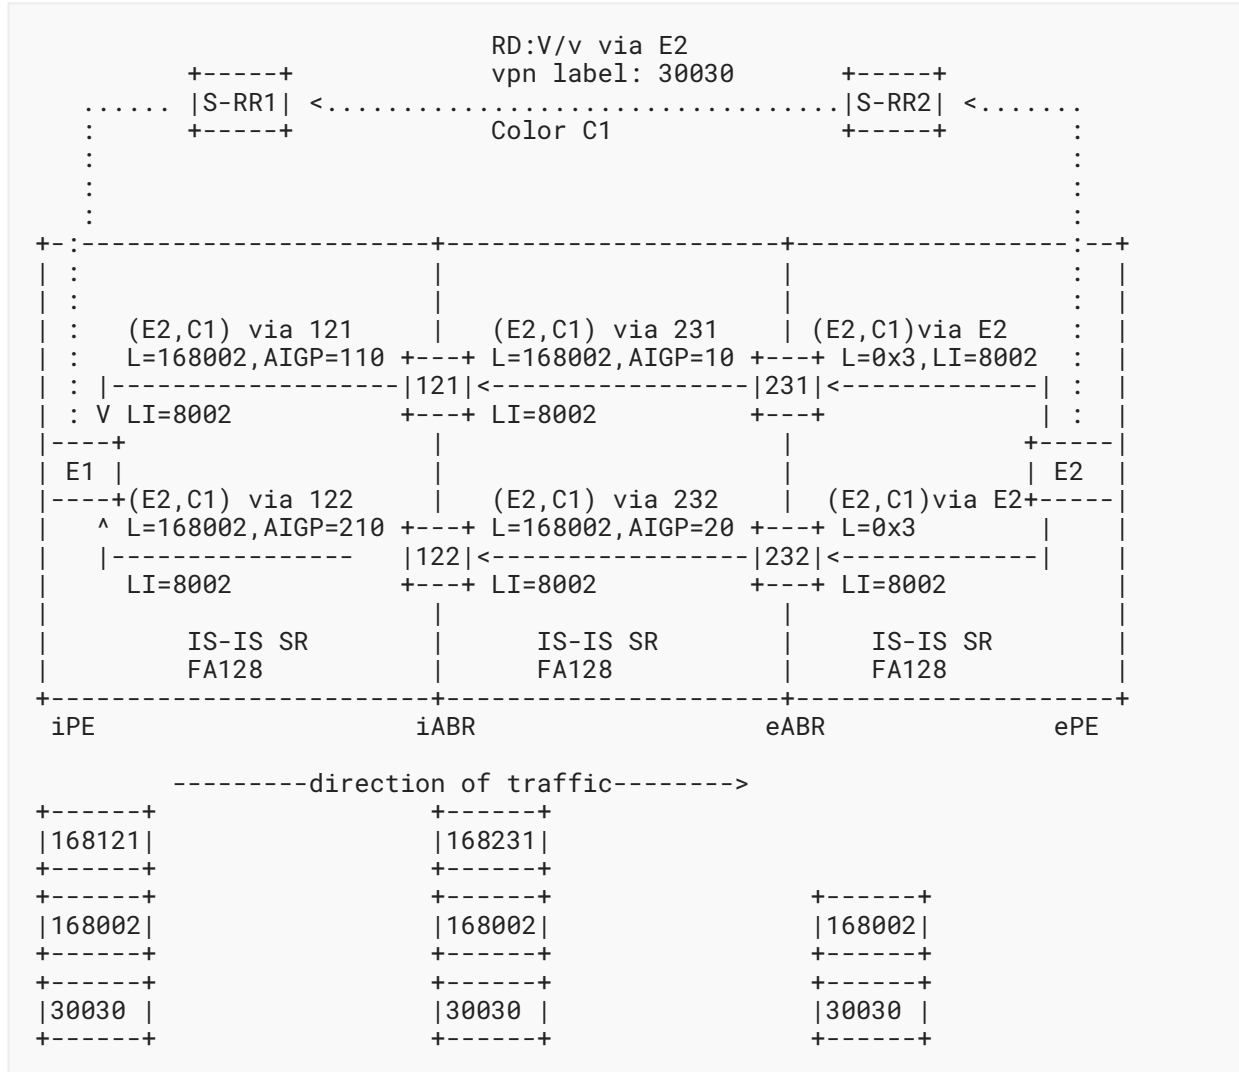 RD:V/v via E2
          +-----+             vpn label: 30030       +-----+
   ...... |S-RR1| <..................................|S-RR2| <.......
   :      +-----+             Color C1               +-----+        :
   :                                                                :
   :                                                                :
   :                                                                :
+-:-----------------------+----------------------+------------------:--+
| :                       |                      |                  :  |
| :                       |                      |                  :  |
| :   (E2,C1) via 121     |   (E2,C1) via 231    | (E2,C1)via E2    :  |
| :   L=168002,AIGP=110 +---+ L=168002,AIGP=10 +---+ L=0x3,LI=8002  :  |
| : |-------------------|121|<-----------------|231|<-------------| :  |
| : V LI=8002           +---+ LI=8002          +---+              | :  |
|----+                    |                      |               +-----|
| E1 |                    |                      |               | E2  |
|----+(E2,C1) via 122     |   (E2,C1) via 232    |  (E2,C1)via E2+-----|
|   ^ L=168002,AIGP=210 +---+ L=168002,AIGP=20 +---+ L=0x3        |    |
|   |----------------   |122|<-----------------|232|<-------------|    |
|     LI=8002           +---+ LI=8002          +---+ LI=8002           |
|                         |                      |                     |
|         IS-IS SR        |      IS-IS SR        |     IS-IS SR        |
|         FA128           |      FA128           |     FA128           |
+-------------------------+----------------------+---------------------+
 iPE                     iABR                   eABR               ePE

         ---------direction of traffic-------->
+------+                  +------+
|168121|                  |168231|
+------+                  +------+
+------+                  +------+                 +------+
|168002|                  |168002|                 |168002|
+------+                  +------+                 +------+
+------+                  +------+                 +------+
|30030 |                  |30030 |                 |30030 |
+------+                  +------+                 +------+